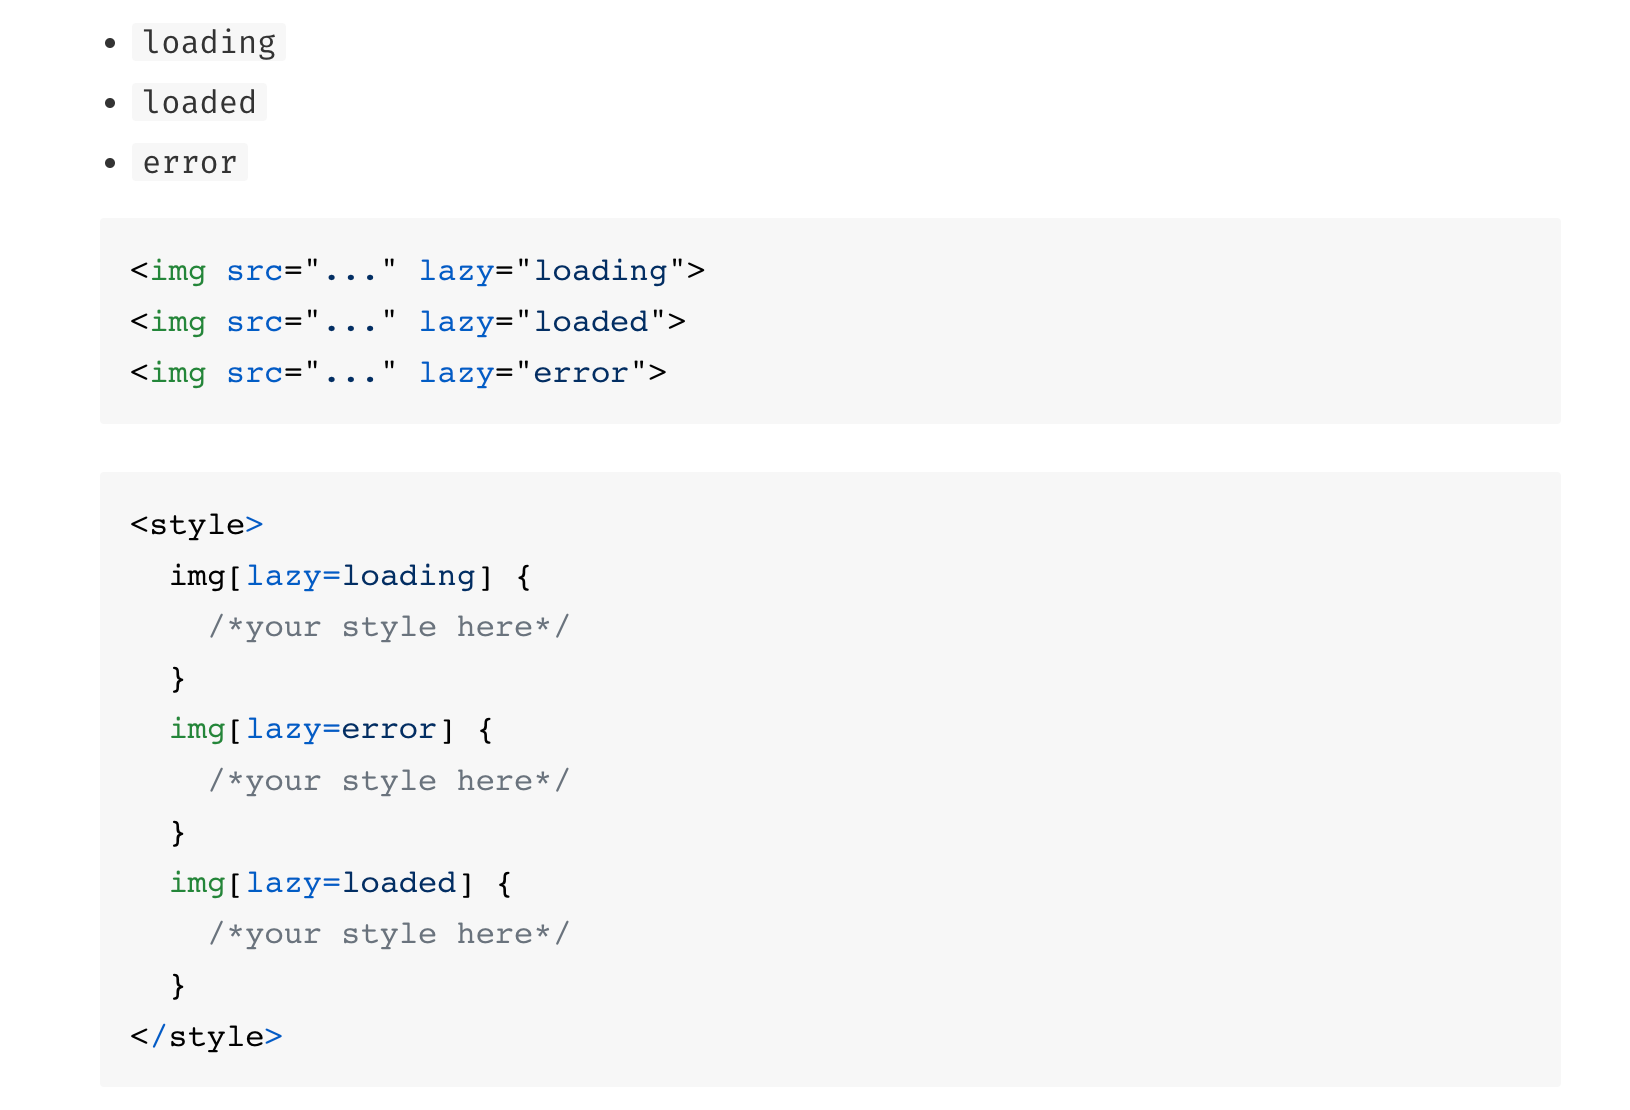 loading
loaded
error
<img src="..." lazy="loading">
<img src="..." lazy="loaded">
<img src="..." lazy="error">
<style>
  img[lazy=loading] {
    /*your style here*/
  }
  img[lazy=error] {
    /*your style here*/
  }
  img[lazy=loaded] {
    /*your style here*/
  }
</style>